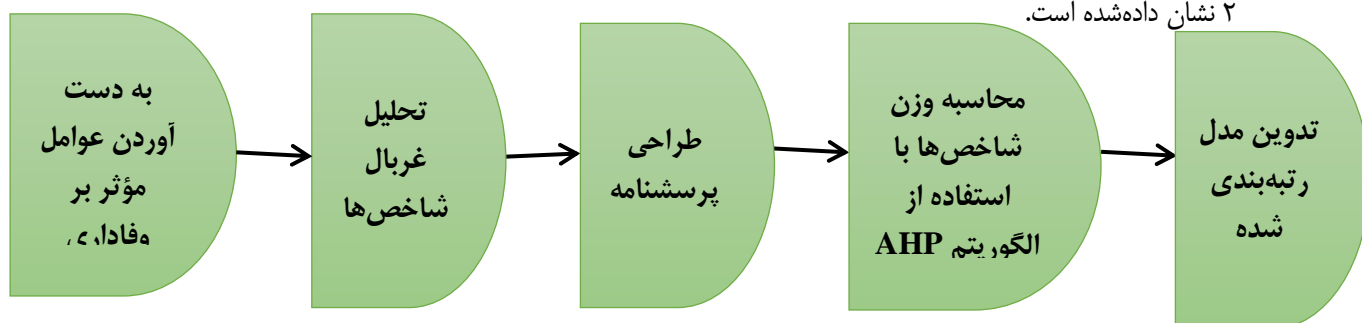 ۲ نشان داده‌شده است.
به دست
آوردن عوامل
مؤثر بر
وفاداری
تحلیل
غربال
شاخص‌ها
طراحی
پرسشنامه
محاسبه وزن
شاخص‌ها با
استفاده از
الگوریتم AHP
تدوین مدل
رتبه‌بندی
شده